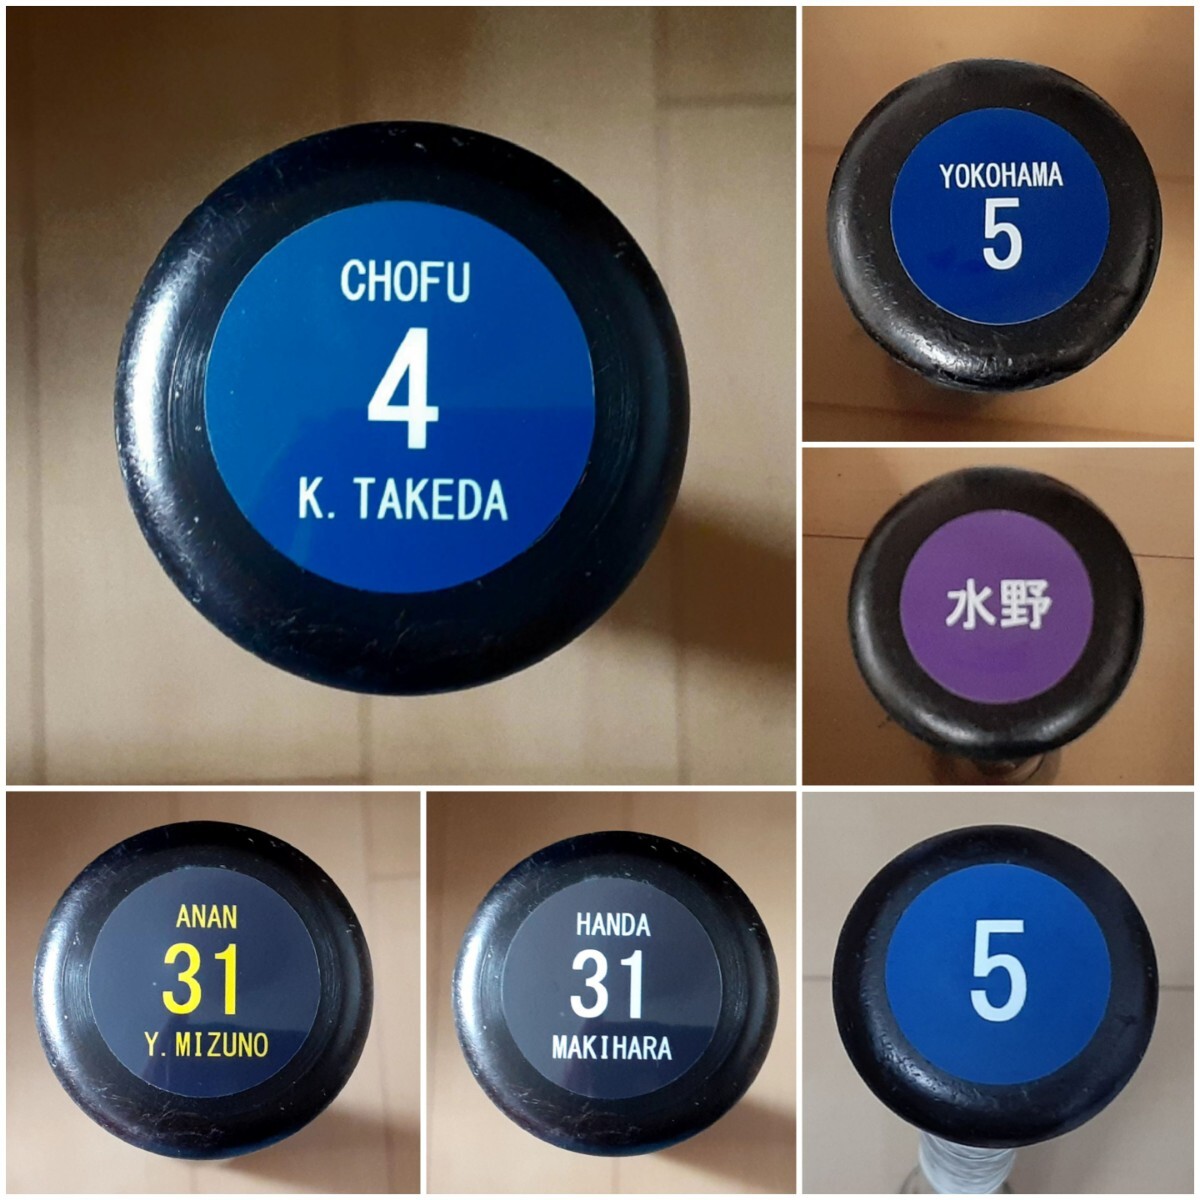 CHOFU
4
K. TAKEDA
YOKOHAMA
5
水野
ANAN
31
Y. MIZUNO
HANDA
31
MAKIHARA
5